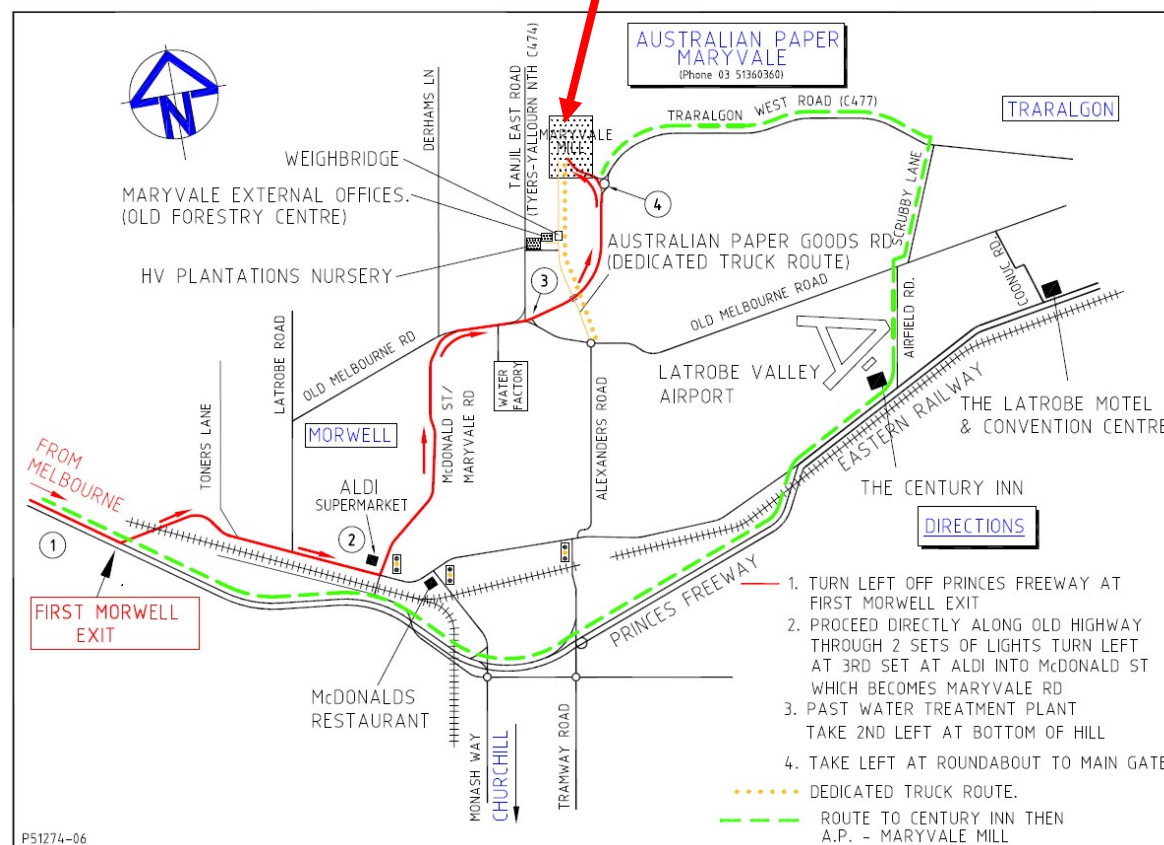 AUSTRALIAN PAPER
MARYVALE
(Phone 03 51360360)
TRARALGON
TRARALGON WEST ROAD (C477)
N
DERHAMS LN
TANJIL EAST ROAD
(TYERS-YALLOURN NTH C474)
MARYVALE
MILL
WEIGHBRIDGE
MARYVALE EXTERNAL OFFICES.
(OLD FORESTRY CENTRE)
HV PLANTATIONS NURSERY
4
SCRUBBY LANE
AUSTRALIAN PAPER GOODS RD
(DEDICATED TRUCK ROUTE)
3
COONUC RD
OLD MELBOURNE ROAD
AIRFIELD RD.
LATROBE ROAD
OLD MELBOURNE RD
WATER
FACTORY
LATROBE VALLEY
AIRPORT
TONERS LANE
MORWELL
McDONALD ST/
MARYVALE RD
ALEXANDERS ROAD
EASTERN RAILWAY
THE LATROBE MOTEL
& CONVENTION CENTRE
FROM
MELBOURNE
ALDI
SUPERMARKET
THE CENTURY INN
1
2
DIRECTIONS
FIRST MORWELL
EXIT
PRINCES FREEWAY
McDONALDS
RESTAURANT
MONASH WAY
CHURCHILL
TRAMWAY ROAD
1. TURN LEFT OFF PRINCES FREEWAY AT
FIRST MORWELL EXIT
2. PROCEED DIRECTLY ALONG OLD HIGHWAY
THROUGH 2 SETS OF LIGHTS TURN LEFT
AT 3RD SET AT ALDI INTO McDONALD ST
WHICH BECOMES MARYVALE RD
3. PAST WATER TREATMENT PLANT
TAKE 2ND LEFT AT BOTTOM OF HILL
4. TAKE LEFT AT ROUNDABOUT TO MAIN GATE
DEDICATED TRUCK ROUTE.
ROUTE TO CENTURY INN THEN
A.P. - MARYVALE MILL
P51274-06